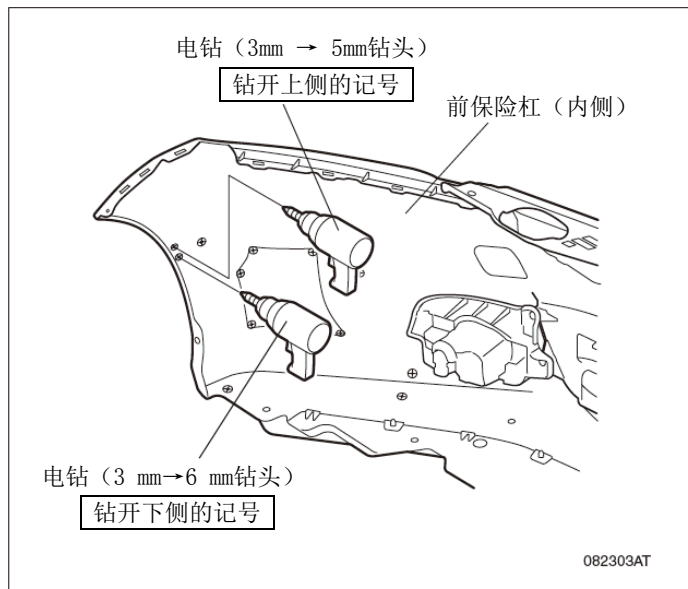 电钻（3mm → 5mm钻头）
钻开上侧的记号
前保险杠（内侧）
电钻（3 mm→6 mm钻头）
钻开下侧的记号
082303AT